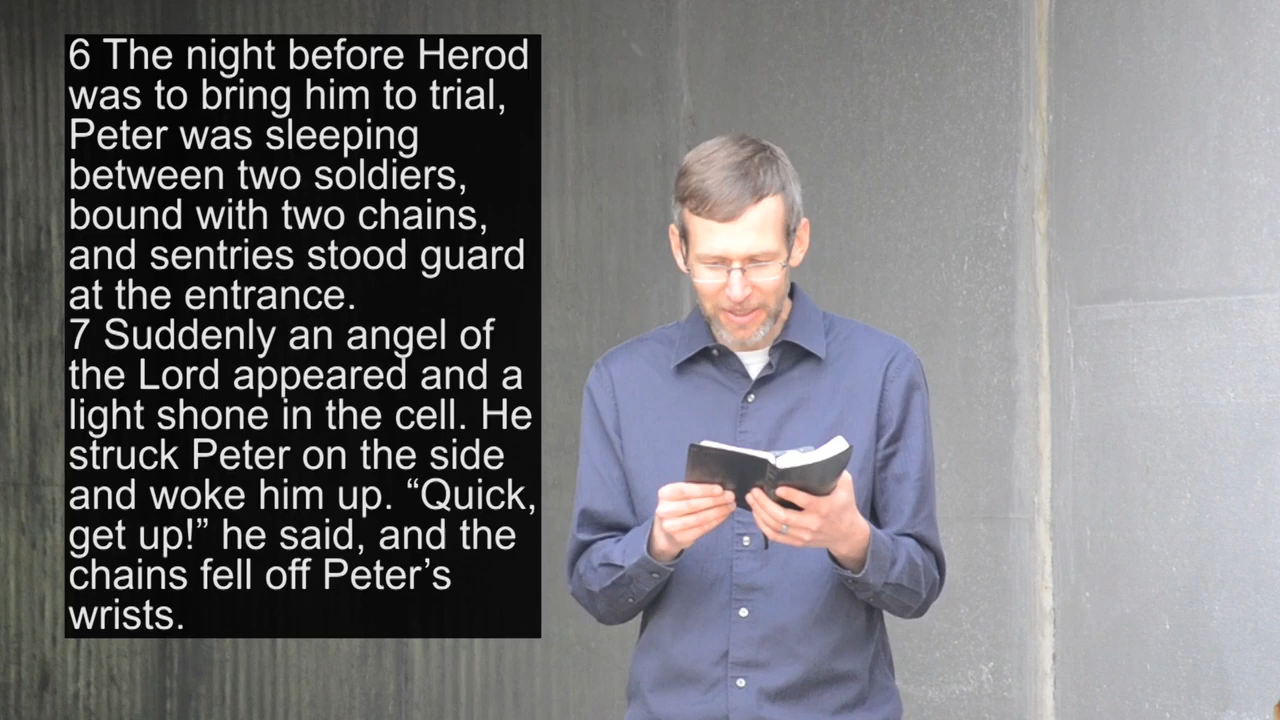 6 The night before Herod
was to bring him to trial,
Peter was sleeping
between two soldiers,
bound with two chains,
and sentries stood guard
at the entrance.
7 Suddenly an angel of
the Lord appeared and a
light shone in the cell. He
struck Peter on the side
and woke him up. “Quick,
get up!” he said, and the
chains fell off Peter’s
wrists.